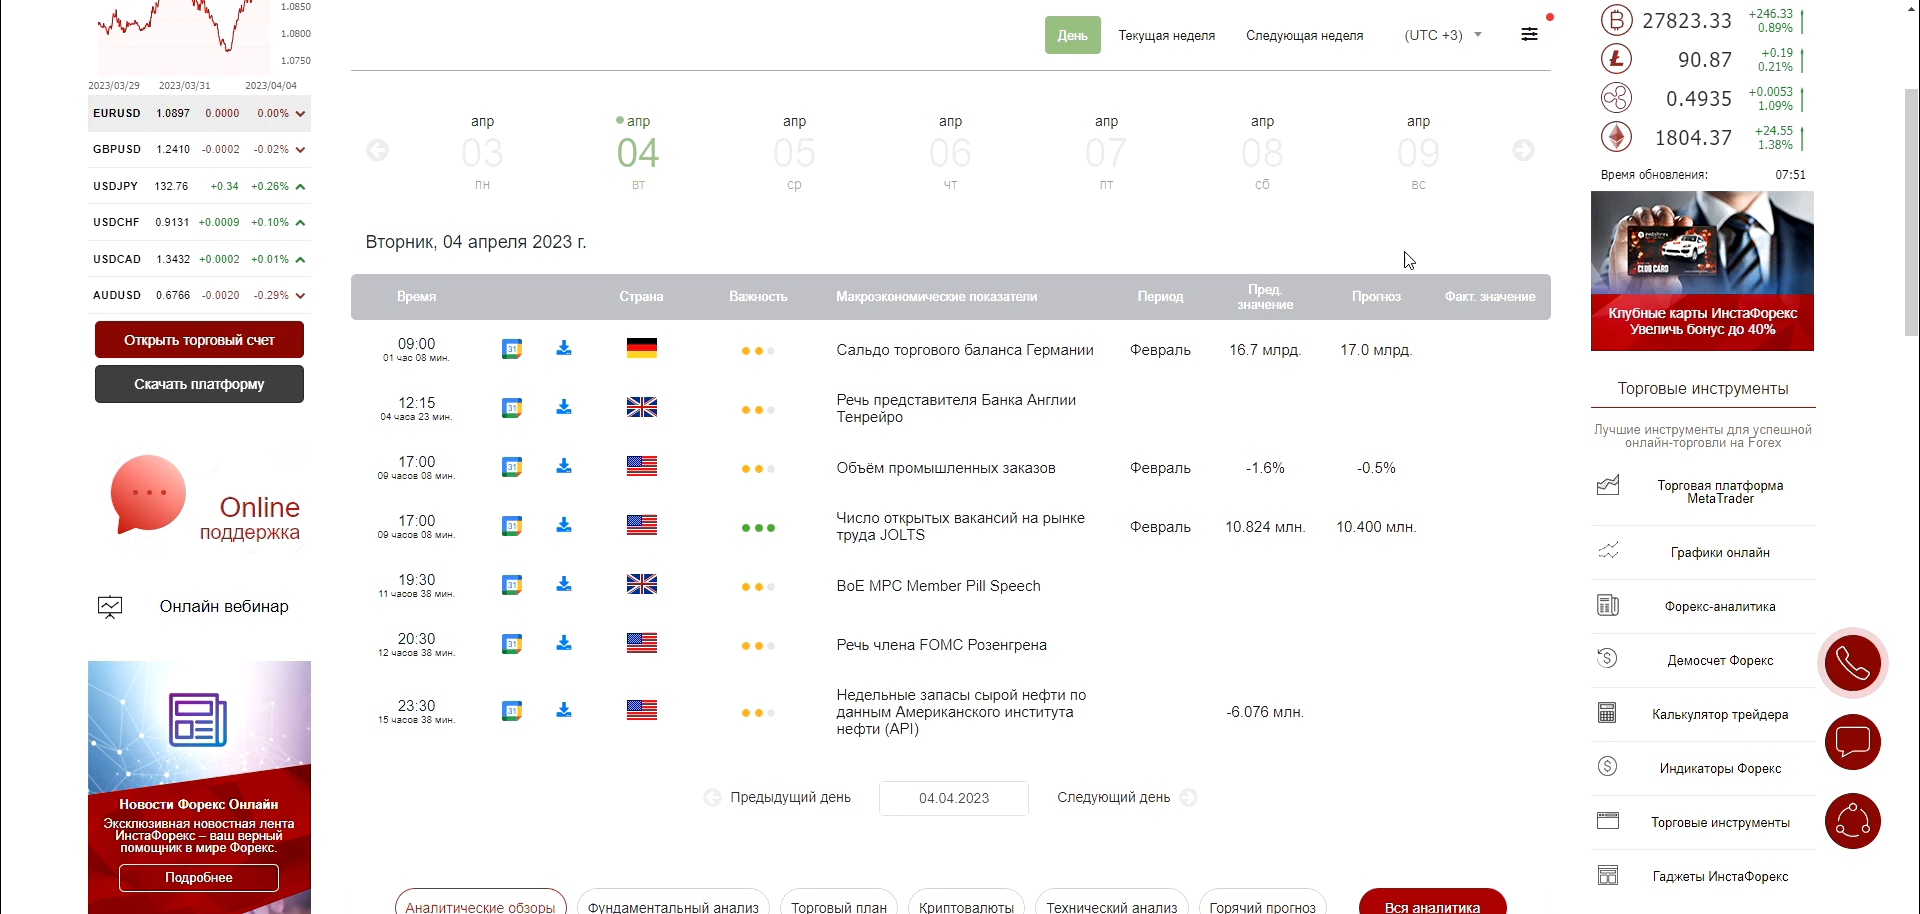 1.0850
1.0800
1.0750
2023/03/29 2023/03/31 2023/04/04
EURUSD 1.0897 0.0000 0.00%
GBPUSD 1.2410 -0.0002 -0.02%
USDJPY 132.76 +0.34 +0.26%
USDCHF 0.9131 +0.0009 +0.10%
USDCAD 1.3432 +0.0002 +0.01%
AUDUSD 0.6766 -0.0020 -0.29%
Открыть торговый счет
Скачать платформу
Online
поддержка
Онлайн вебинар
Новости Форекс Онлайн
Эксклюзивная новостная лента
ИнстаФорекс – ваш верный
помощник в мире Форекс.
Подробнее
День Текущая неделя Следующая неделя (UTC +3)
апр апр апр апр апр апр апр
03 04 05 06 07 08 09
пн вт ср чт пт сб вс
Вторник, 04 апреля 2023 г.
Время Страна Важность Макроэкономические показатели Период Пред. значение Прогноз Факт. значение
09:00 31 Сальдо торгового баланса Германии Февраль 16.7 млрд. 17.0 млрд.
01 час 08 мин.
12:15 31 Речь представителя Банка Англии
04 часа 23 мин. Тенрейро
17:00 31 Объём промышленных заказов Февраль -1.6% -0.5%
09 часов 08 мин.
17:00 31 Число открытых вакансий на рынке Февраль 10.824 млн. 10.400 млн.
09 часов 08 мин. труда JOLTS
19:30 31 BoE MPC Member Pill Speech
11 часов 38 мин.
20:30 31 Речь члена FOMC Розенгрена
12 часов 38 мин.
23:30 31 Недельные запасы сырой нефти по
15 часов 38 мин. данным Американского института -6.076 млн.
нефти (API)
Предыдущий день 04.04.2023 Следующий день
Аналитические обзоры Фундаментальный анализ Торговый план Криптовалюты Технический анализ Горячий прогноз Вся аналитика
27823.33 +246.33
0.89%
90.87 +0.19
0.21%
0.4935 +0.0053
1.09%
1804.37 +24.55
1.38%
Время обновления: 07:51
CLUB CARD
Клубные карты ИнстаФорекс
Увеличь бонус до 40%
Торговые инструменты
Лучшие инструменты для успешной
онлайн-торговли на Forex
Торговая платформа
MetaTrader
Графики онлайн
Форекс-аналитика
Демосчет Форекс
Калькулятор трейдера
Индикаторы Форекс
Торговые инструменты
Гаджеты ИнстаФорекс